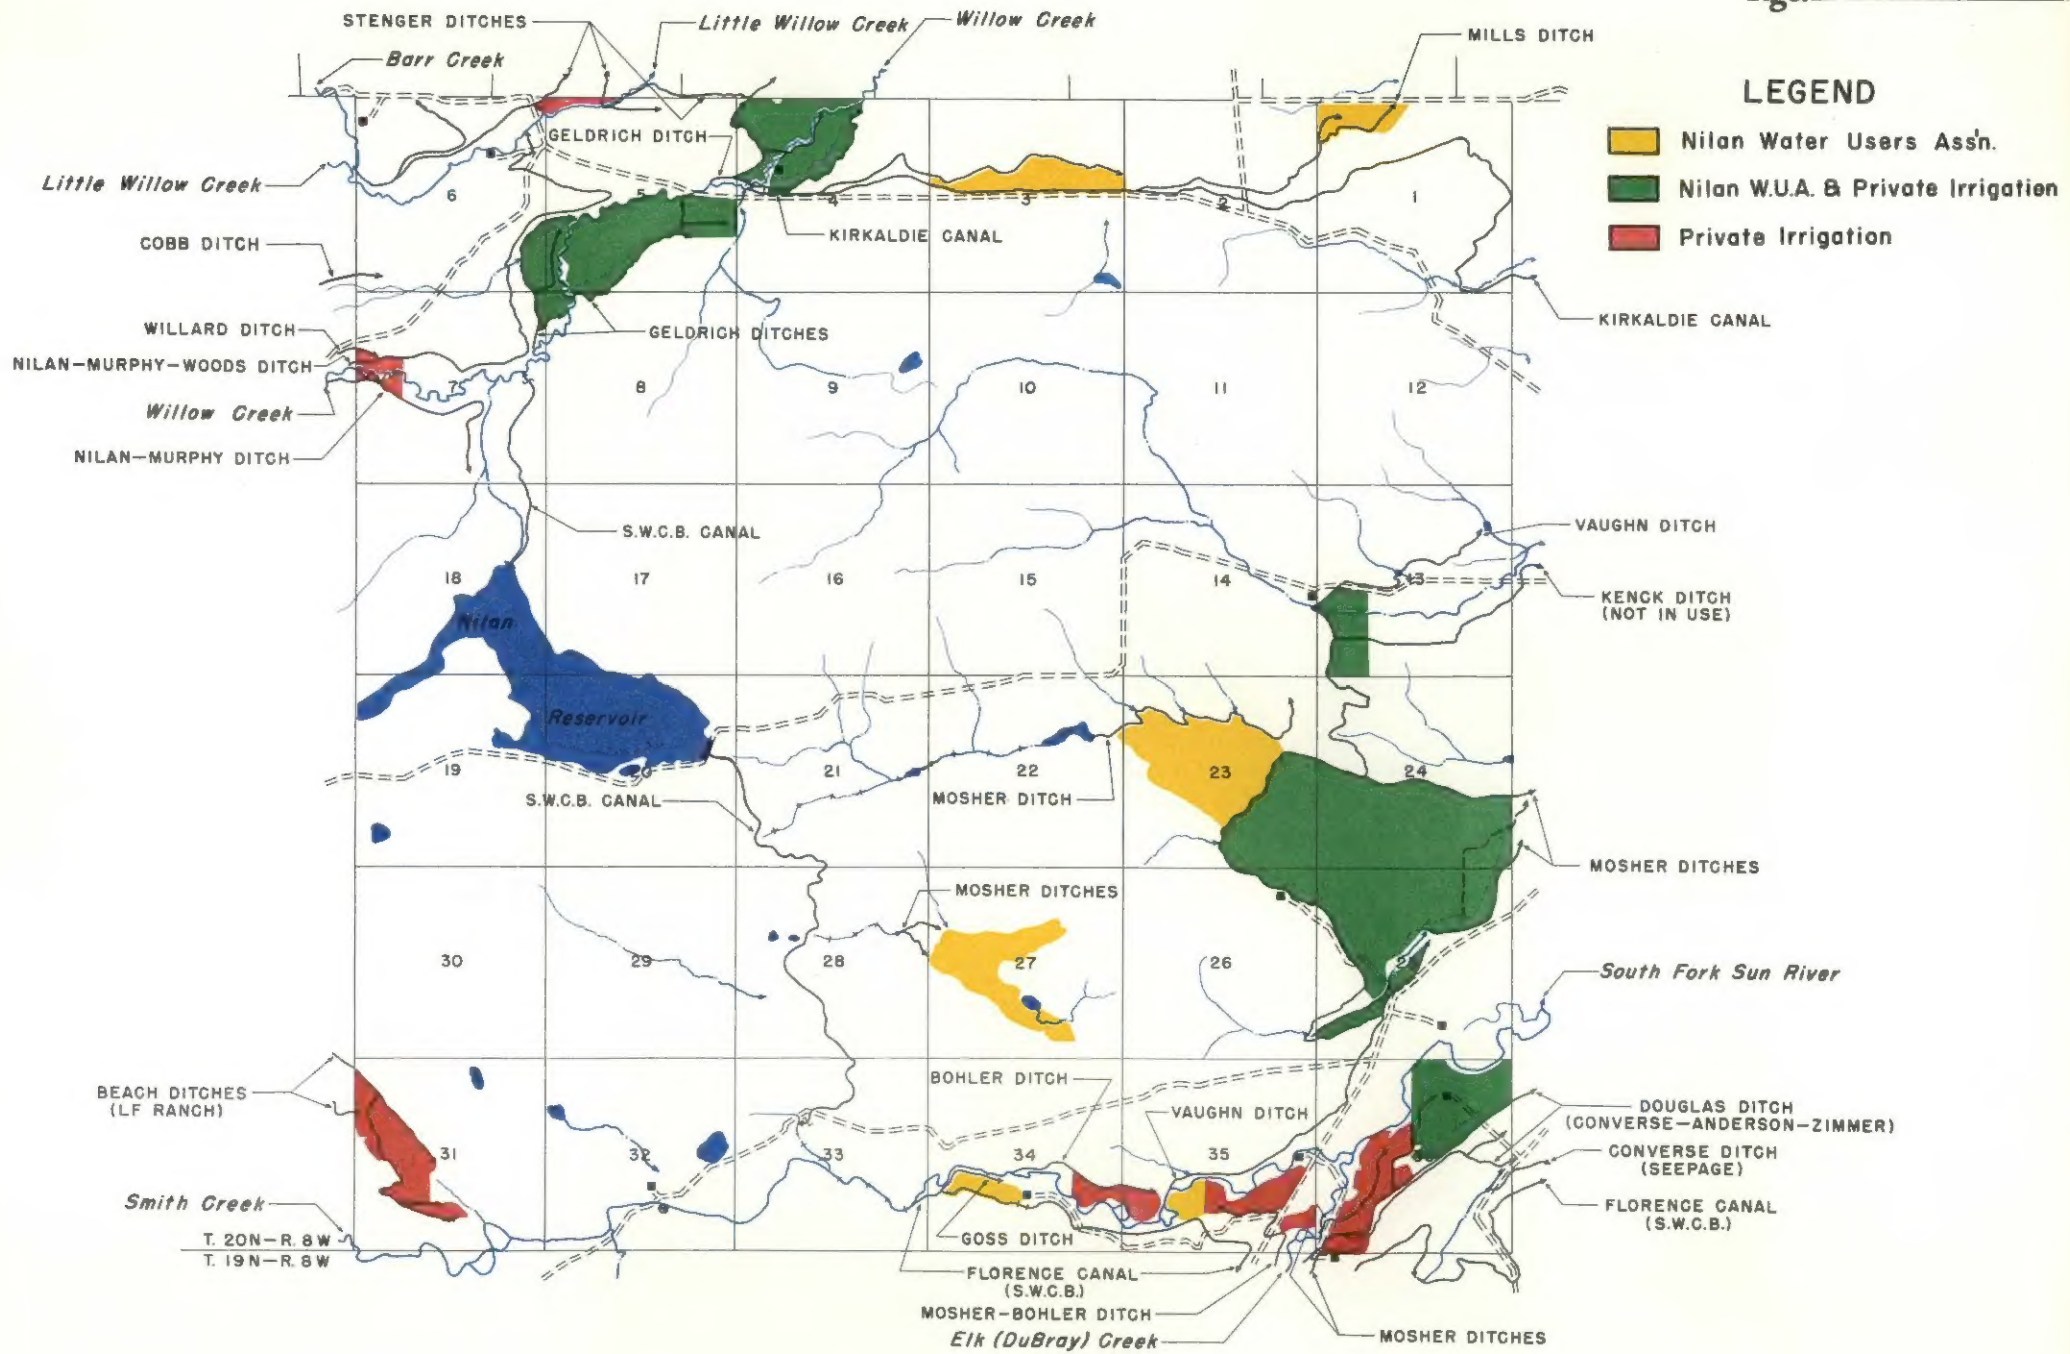 STENGER DITCHES
Little Willow Creek
Willow Creek
MILLS DITCH
Barr Creek
LEGEND
Nilan Water Users Ass'n.
Nilan W.U.A. & Private Irrigation
Private Irrigation
GELDRICH DITCH
Little Willow Creek
6
5
4
3
2
1
COBB DITCH
KIRKALDIE CANAL
WILLARD DITCH
GELDRICH DITCHES
KIRKALDIE CANAL
NILAN-MURPHY-WOODS DITCH
7
8
9
10
11
12
Willow Creek
NILAN-MURPHY DITCH
S.W.C.B. CANAL
VAUGHN DITCH
18
17
16
15
14
13
KENCK DITCH
(NOT IN USE)
Nilan
Reservoir
19
20
21
22
23
24
S.W.C.B. CANAL
MOSHER DITCH
MOSHER DITCHES
MOSHER DITCHES
30
29
28
27
26
South Fork Sun River
BEACH DITCHES
(LF RANCH)
BOHLER DITCH
VAUGHN DITCH
DOUGLAS DITCH
(CONVERSE-ANDERSON-ZIMMER)
31
32
33
34
35
CONVERSE DITCH
(SEEPAGE)
Smith Creek
FLORENCE CANAL
(S.W.C.B.)
T. 20N-R. 8W
T. 19N-R. 8W
GOSS DITCH
FLORENCE CANAL
(S.W.C.B.)
MOSHER-BOHLER DITCH
Elk (DuBray) Creek
MOSHER DITCHES